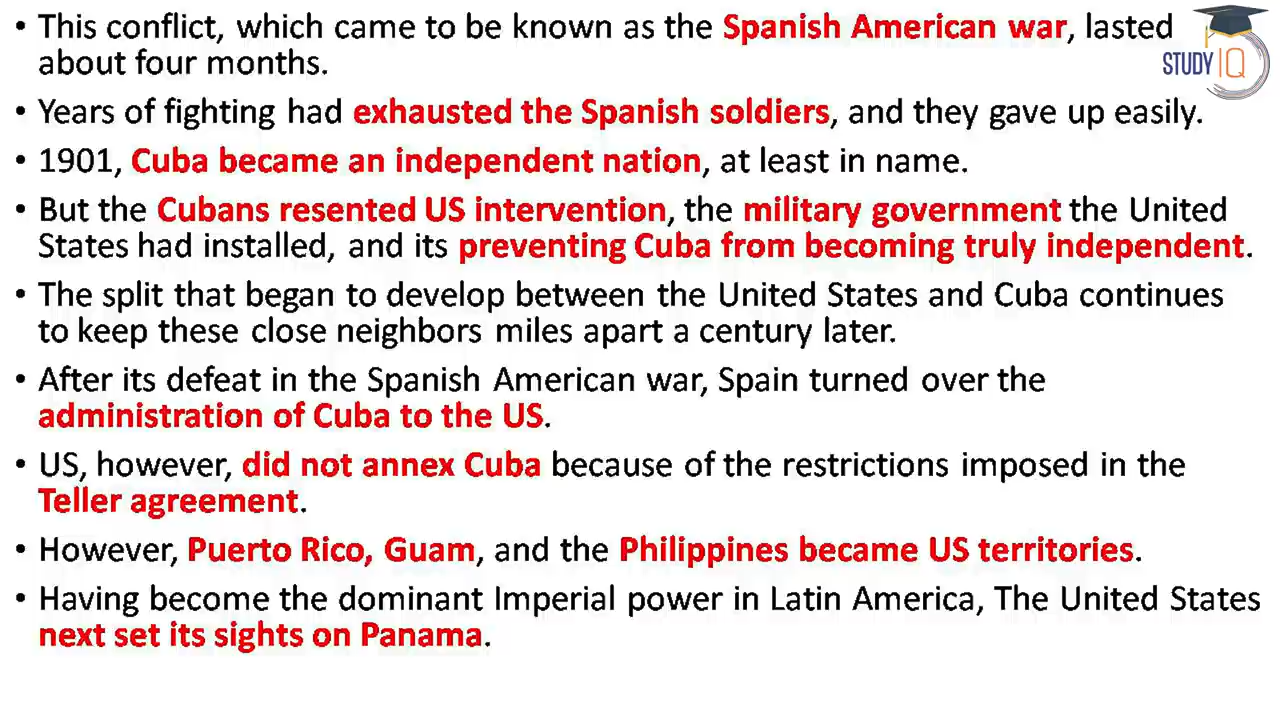 • This conflict, which came to be known as the Spanish American war, lasted
about four months.
STUDY IQ
• Years of fighting had exhausted the Spanish soldiers, and they gave up easily.
• 1901, Cuba became an independent nation, at least in name.
• But the Cubans resented US intervention, the military government the United
States had installed, and its preventing Cuba from becoming truly independent.
• The split that began to develop between the United States and Cuba continues
to keep these close neighbors miles apart a century later.
• After its defeat in the Spanish American war, Spain turned over the
administration of Cuba to the US.
• US, however, did not annex Cuba because of the restrictions imposed in the
Teller agreement.
• However, Puerto Rico, Guam, and the Philippines became US territories.
• Having become the dominant Imperial power in Latin America, The United States
next set its sights on Panama.